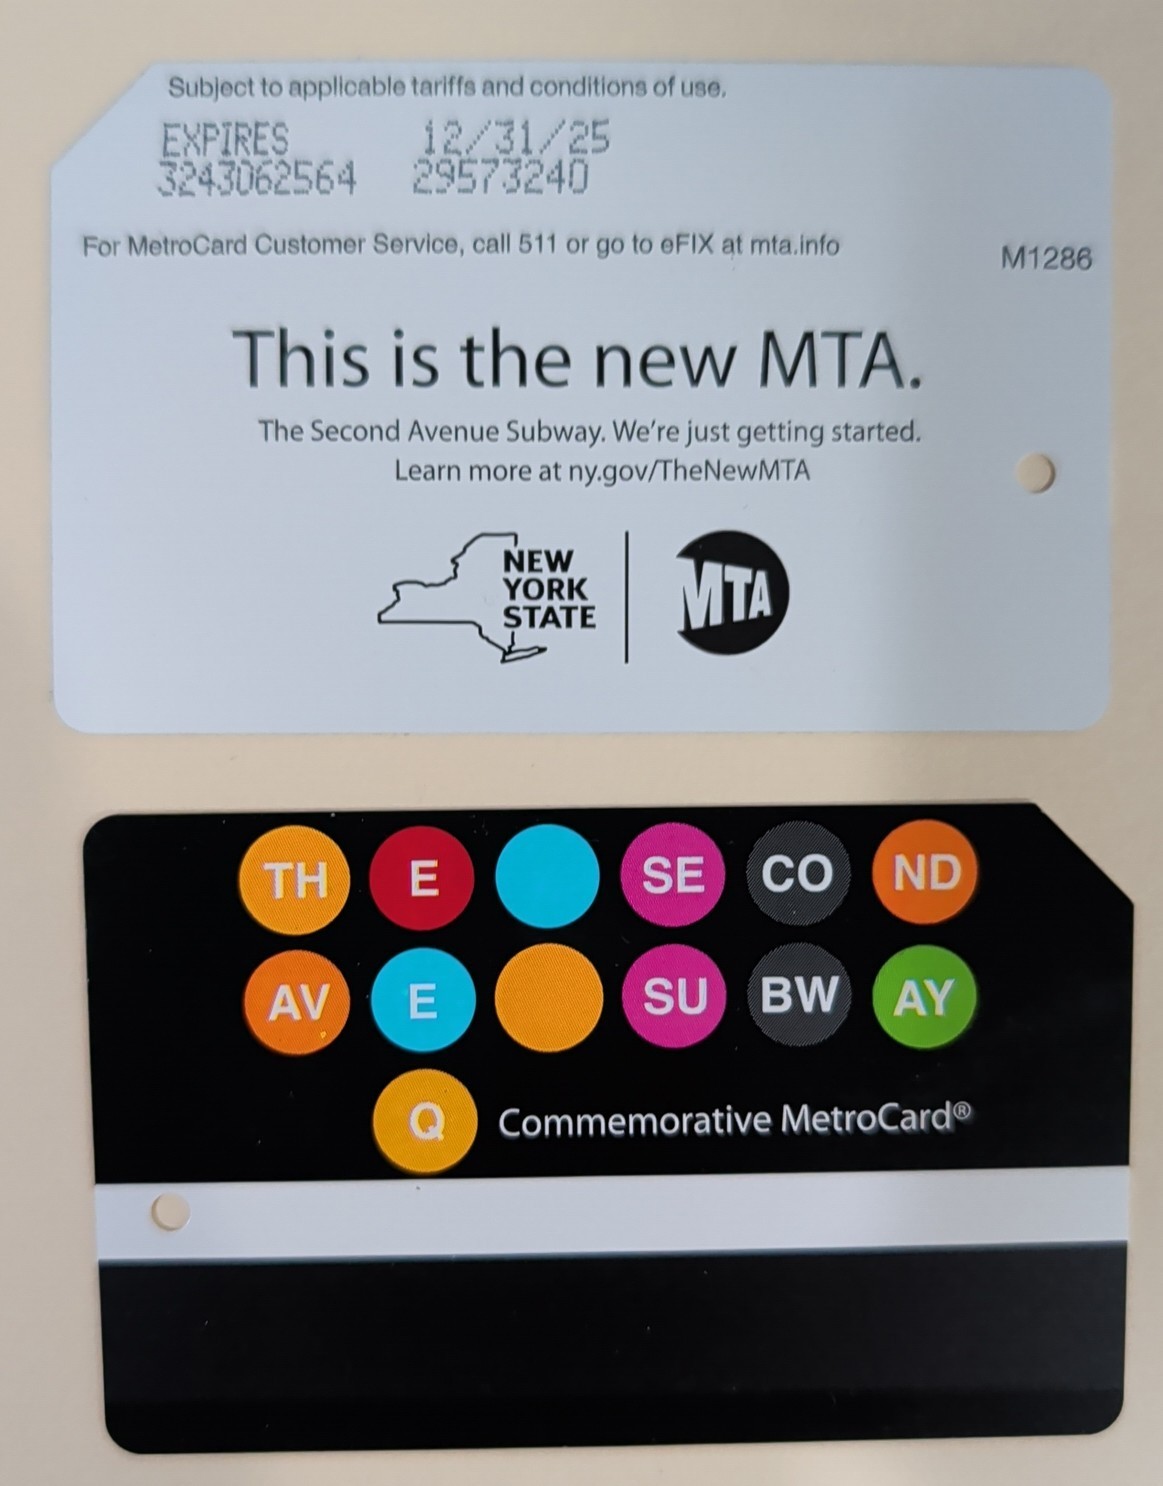 Subject to applicable tariffs and conditions of use.
EXPIRES 12/31/25
3243062564 29573240
For MetroCard Customer Service, call 511 or go to eFIX at mta.info
M1286
This is the new MTA.
The Second Avenue Subway. We're just getting started.
Learn more at ny.gov/TheNewMTA
NEW
YORK
STATE
MTA
TH E SE CO ND
AV E SU BW AY
Q Commemorative MetroCard®